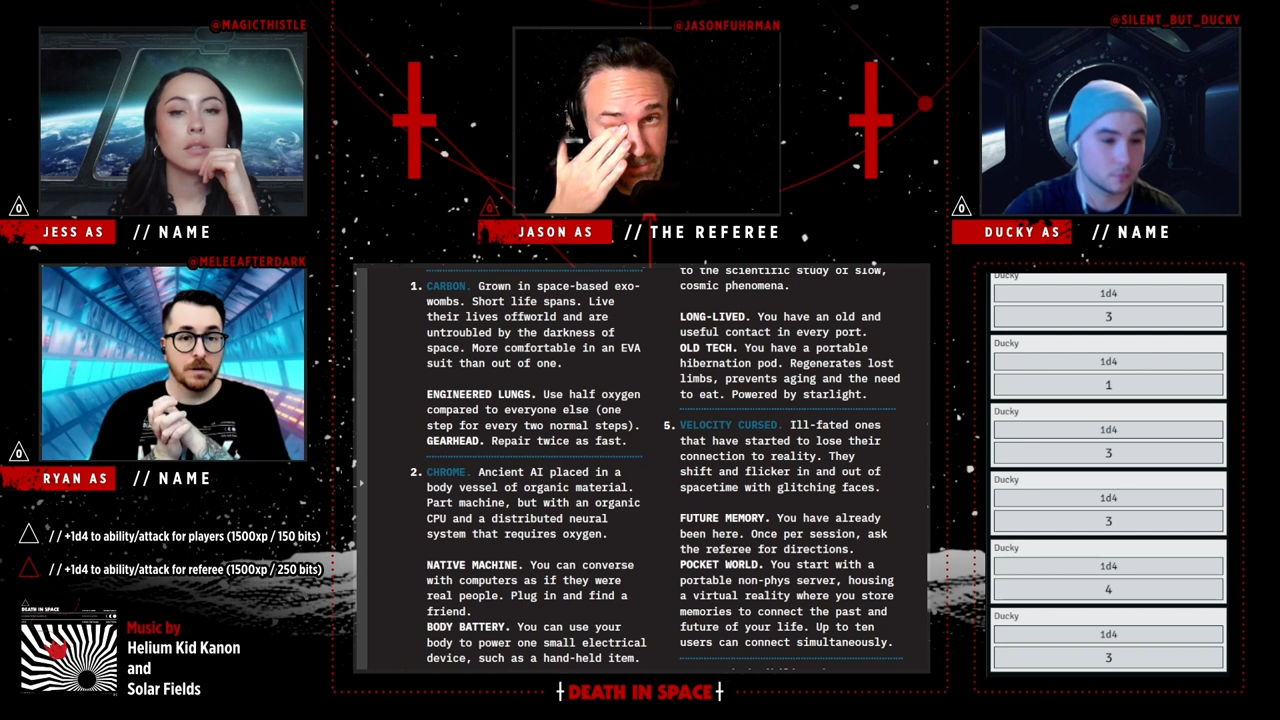 @MAGICTHISTLE
@JASONFUHRMAN
@SILENT_BUT_DUCKY
0
JESS AS // NAME
0
JASON AS // THE REFEREE
0
DUCKY AS // NAME
@MELEEAFTERDARK
0
RYAN AS // NAME
// +1d4 to ability/attack for players (1500xp / 150 bits)
// +1d4 to ability/attack for referee (1500xp / 250 bits)
DEATH IN SPACE
Music by
Helium Kid Kanon
and
Solar Fields
1. CARBON. Grown in space-based exo-
wombs. Short life spans. Live
their lives offworld and are
untroubled by the darkness of
space. More comfortable in an EVA
suit than out of one.
ENGINEERED LUNGS. Use half oxygen
compared to everyone else (one
step for every two normal steps).
GEARHEAD. Repair twice as fast.
2. CHROME. Ancient AI placed in a
body vessel of organic material.
Part machine, but with an organic
CPU and a distributed neural
system that requires oxygen.
NATIVE MACHINE. You can converse
with computers as if they were
real people. Plug in and find a
friend.
BODY BATTERY. You can use your
body to power one small electrical
device, such as a hand-held item.
to the scientific study of slow,
cosmic phenomena.
LONG-LIVED. You have an old and
useful contact in every port.
OLD TECH. You have a portable
hibernation pod. Regenerates lost
limbs, prevents aging and the need
to eat. Powered by starlight.
5. VELOCITY CURSED. Ill-fated ones
that have started to lose their
connection to reality. They
shift and flicker in and out of
spacetime with glitching faces.
FUTURE MEMORY. You have already
been here. Once per session, ask
the referee for directions.
POCKET WORLD. You start with a
portable non-phys server, housing
a virtual reality where you store
memories to connect the past and
future of your life. Up to ten
users can connect simultaneously.
Ducky
1d4
3
Ducky
1d4
1
Ducky
1d4
3
Ducky
1d4
3
Ducky
1d4
4
Ducky
1d4
3
DEATH IN SPACE